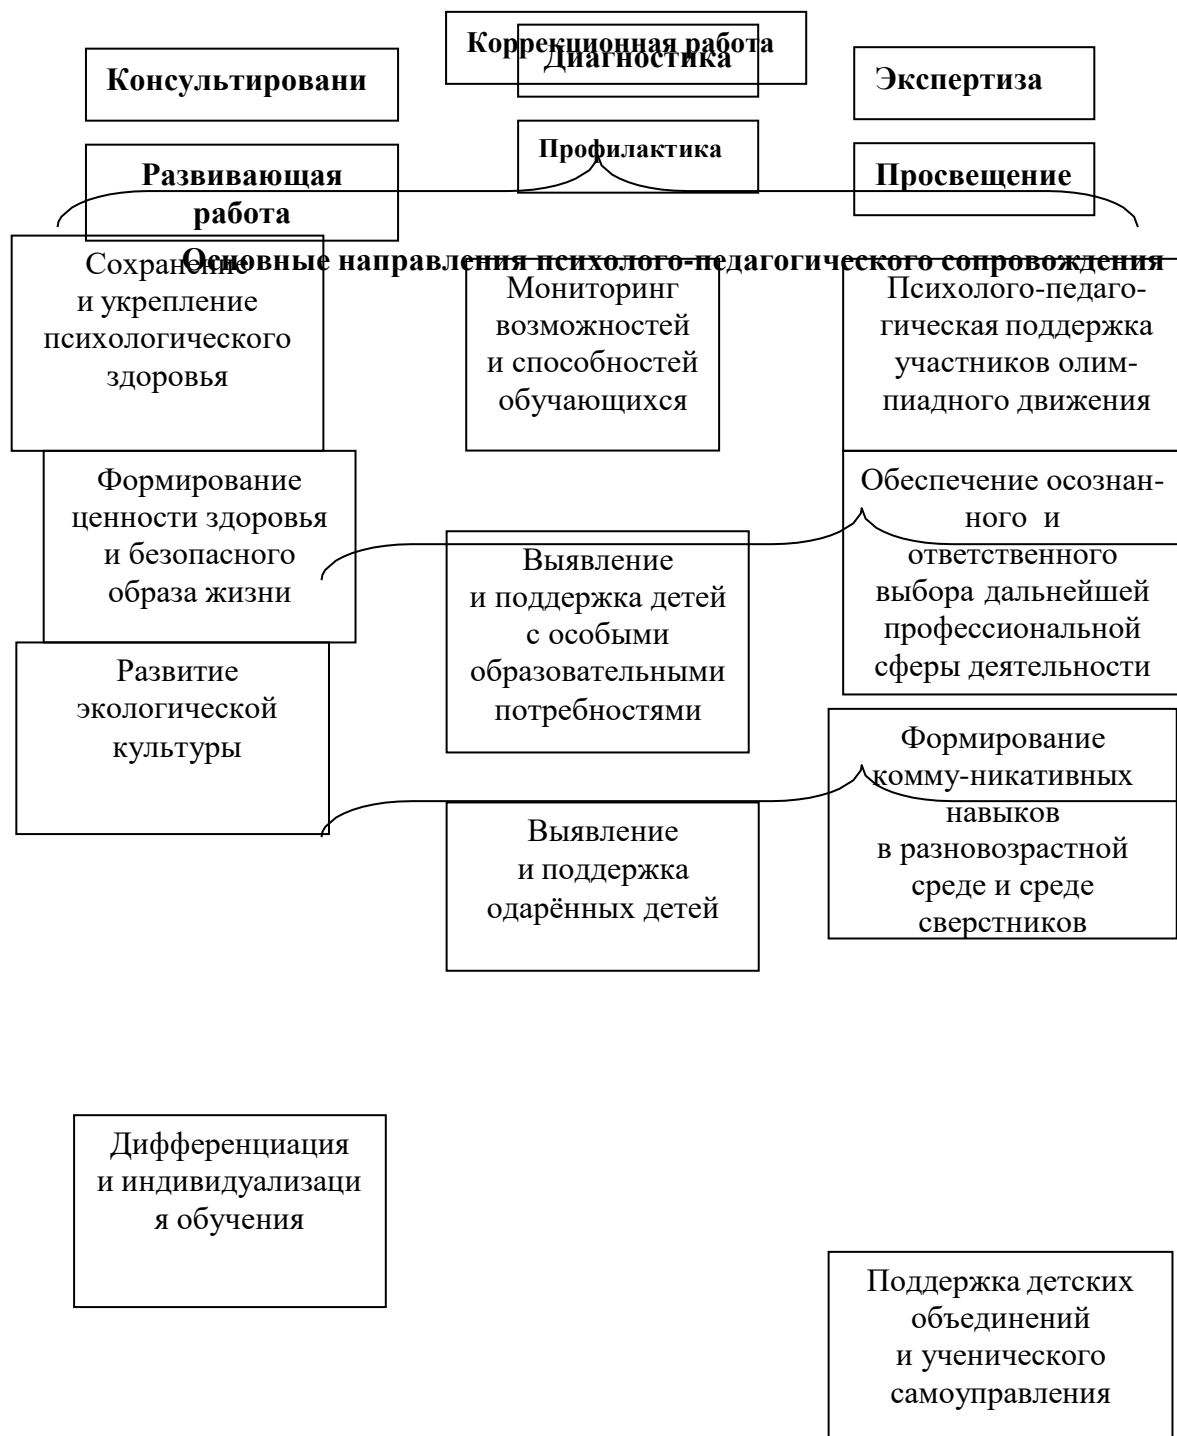 Коррекционная работа
Диагностика
Консультировани
Экспертиза
Профилактика
Развивающая
работа
Просвещение
Основные направления психолого-педагогического сопровождения
Сохранение
и укрепление
психологического
здоровья
Мониторинг
возможностей
и способностей
обучающихся
Психолого-педаго-
гическая поддержка
участников олим-
пиадного движения
Формирование
ценности здоровья
и безопасного
образа жизни
Выявление
и поддержка детей
с особыми
образовательными
потребностями
Обеспечение осознан-
ного и
ответственного
выбора дальнейшей
профессиональной
сферы деятельности
Развитие
экологической
культуры
Выявление
и поддержка
одарённых детей
Формирование
комму-никативных
навыков
в разновозрастной
среде и среде
сверстников
Дифференциация
и индивидуализаци
я обучения
Поддержка детских
объединений
и ученического
самоуправления